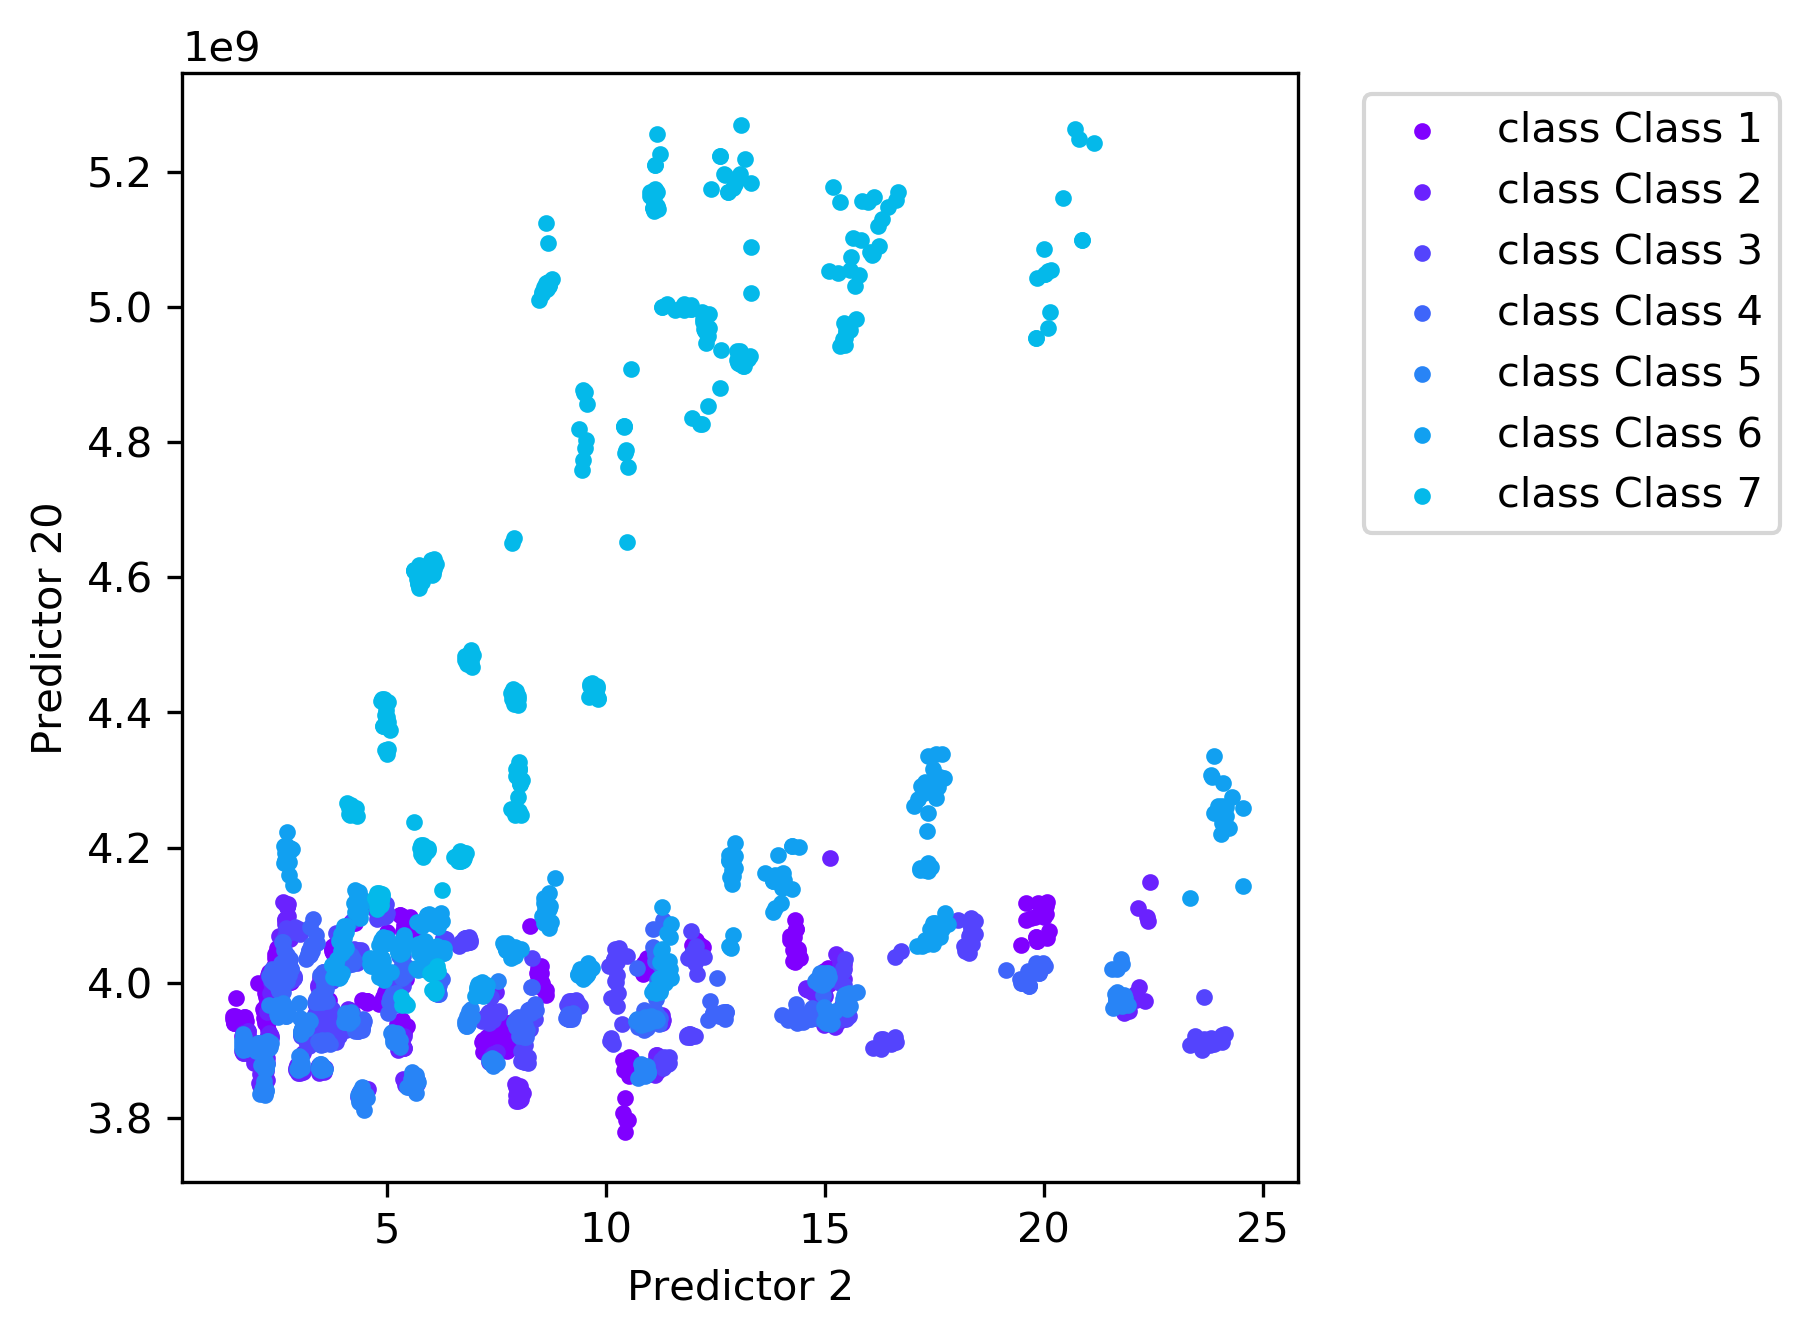 1e9
5.2
5.0
4.8
4.6
4.4
4.2
4.0
3.8
Predictor 20
5 10 15 20 25
Predictor 2
class Class 1
class Class 2
class Class 3
class Class 4
class Class 5
class Class 6
class Class 7